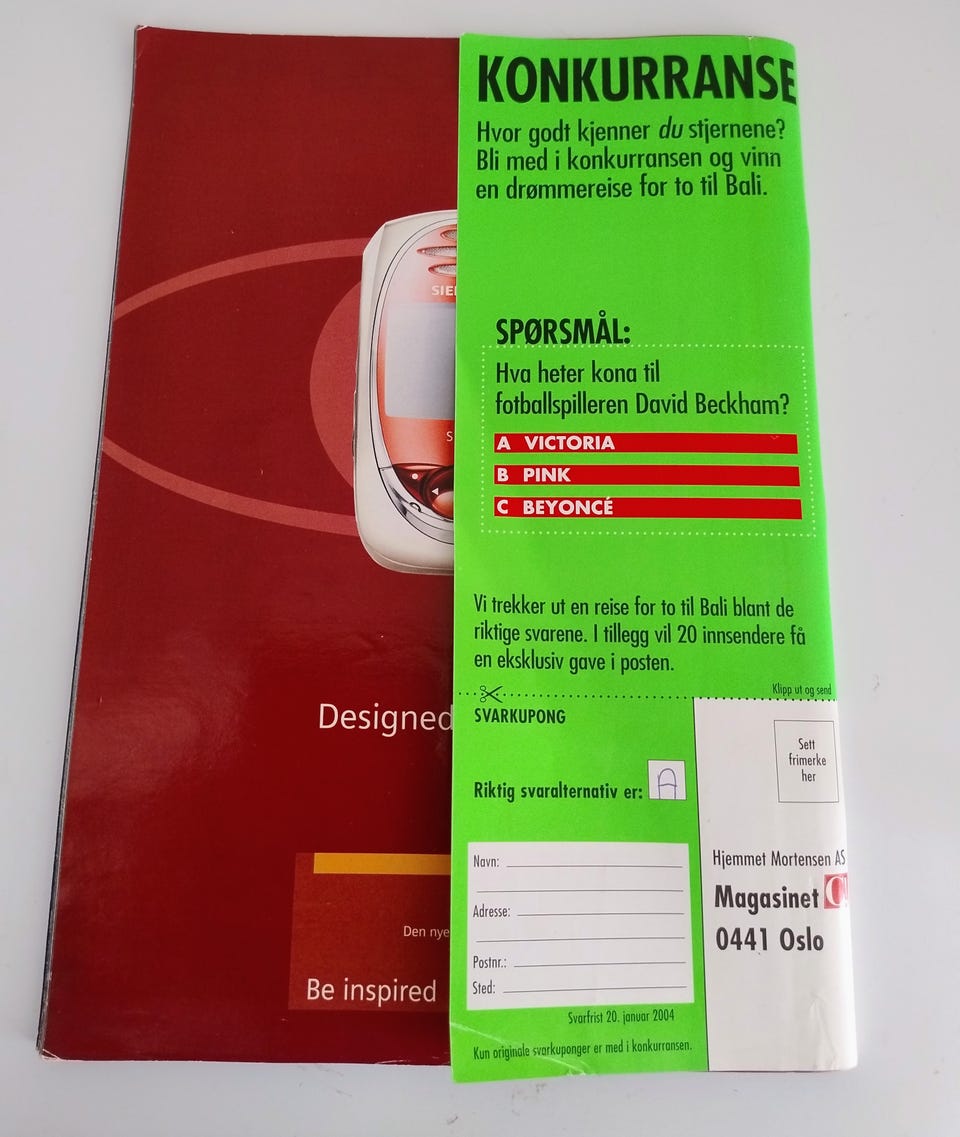 KONKURRANSE
Hvor godt kjenner du stjernene?
Bli med i konkurransen og vinn
en drømmereise for to til Bali.
SPØRSMÅL:
Hva heter kona til
fotballspilleren David Beckham?
A VICTORIA
B PINK
C BEYONCÉ
Vi trekker ut en reise for to til Bali blant de
riktige svarene. I tillegg vil 20 innsendere få
en eksklusiv gave i posten.
Klipp ut og send
SVARKUPONG
Riktig svaralternativ er: A
Navn:
Adresse:
Postnr.:
Sted:
Svarfrist 20. januar 2004
Kun originale svarkuponger er med i konkurransen.
Sett
frimerke
her
Hjemmet Mortensen AS
Magasinet
0441 Oslo
SIE
S
Designed
Den nye
Be inspired